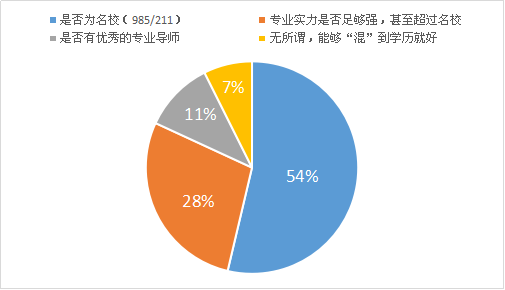 是否为名校（985/211） 专业实力是否足够强，甚至超过名校
是否有优秀的专业导师 无所谓，能够“混”到学历就好
7%
11%
54%
28%